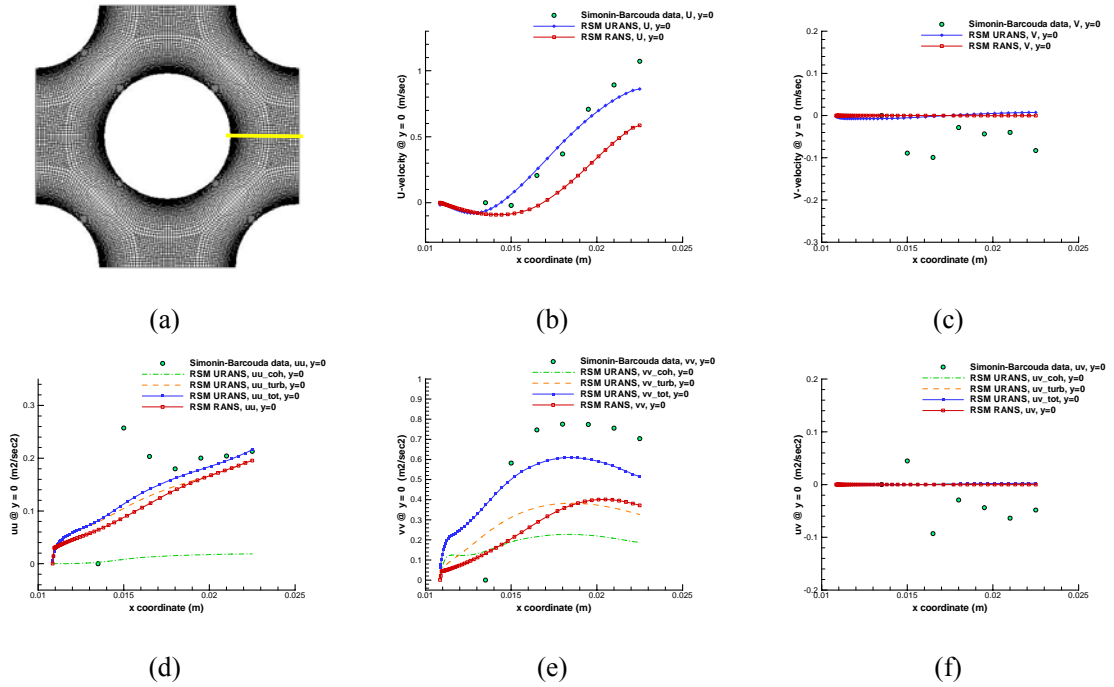 Simonin-Barcouda data, U, y=0
RSM URANS, U, y=0
RSM RANS, U, y=0
U-velocity @ y = 0 (m/sec)
1
0
0.01
0.015
0.02
0.025
x coordinate (m)
Simonin-Barcouda data, V, y=0
RSM URANS, V, y=0
RSM RANS, V, y=0
V-velocity @ y = 0 (m/sec)
0.2
0.1
0
-0.1
-0.2
-0.3
0.01
0.015
0.02
0.025
x coordinate (m)
(a)
(b)
(c)
Simonin-Barcouda data, uu, y=0
RSM URANS, uu_coh, y=0
RSM URANS, uu_turb, y=0
RSM URANS, uu_tot, y=0
RSM RANS, uu, y=0
uu @ y = 0 (m2/sec2)
0.3
0.2
0.1
0
0.01
0.015
0.02
0.025
x coordinate (m)
Simonin-Barcouda data, vv, y=0
RSM URANS, vv_coh, y=0
RSM URANS, vv_turb, y=0
RSM URANS, vv_tot, y=0
RSM RANS, vv, y=0
vv @ y = 0 (m2/sec2)
1
0.9
0.8
0.7
0.6
0.5
0.4
0.3
0.2
0.1
0
0.01
0.015
0.02
0.025
x coordinate (m)
Simonin-Barcouda data, uv, y=0
RSM URANS, uv_coh, y=0
RSM URANS, uv_turb, y=0
RSM URANS, uv_tot, y=0
RSM RANS, uv, y=0
uv @ y = 0 (m2/sec2)
0.2
0.1
0
-0.1
-0.2
0.01
0.015
0.02
0.025
x coordinate (m)
(d)
(e)
(f)